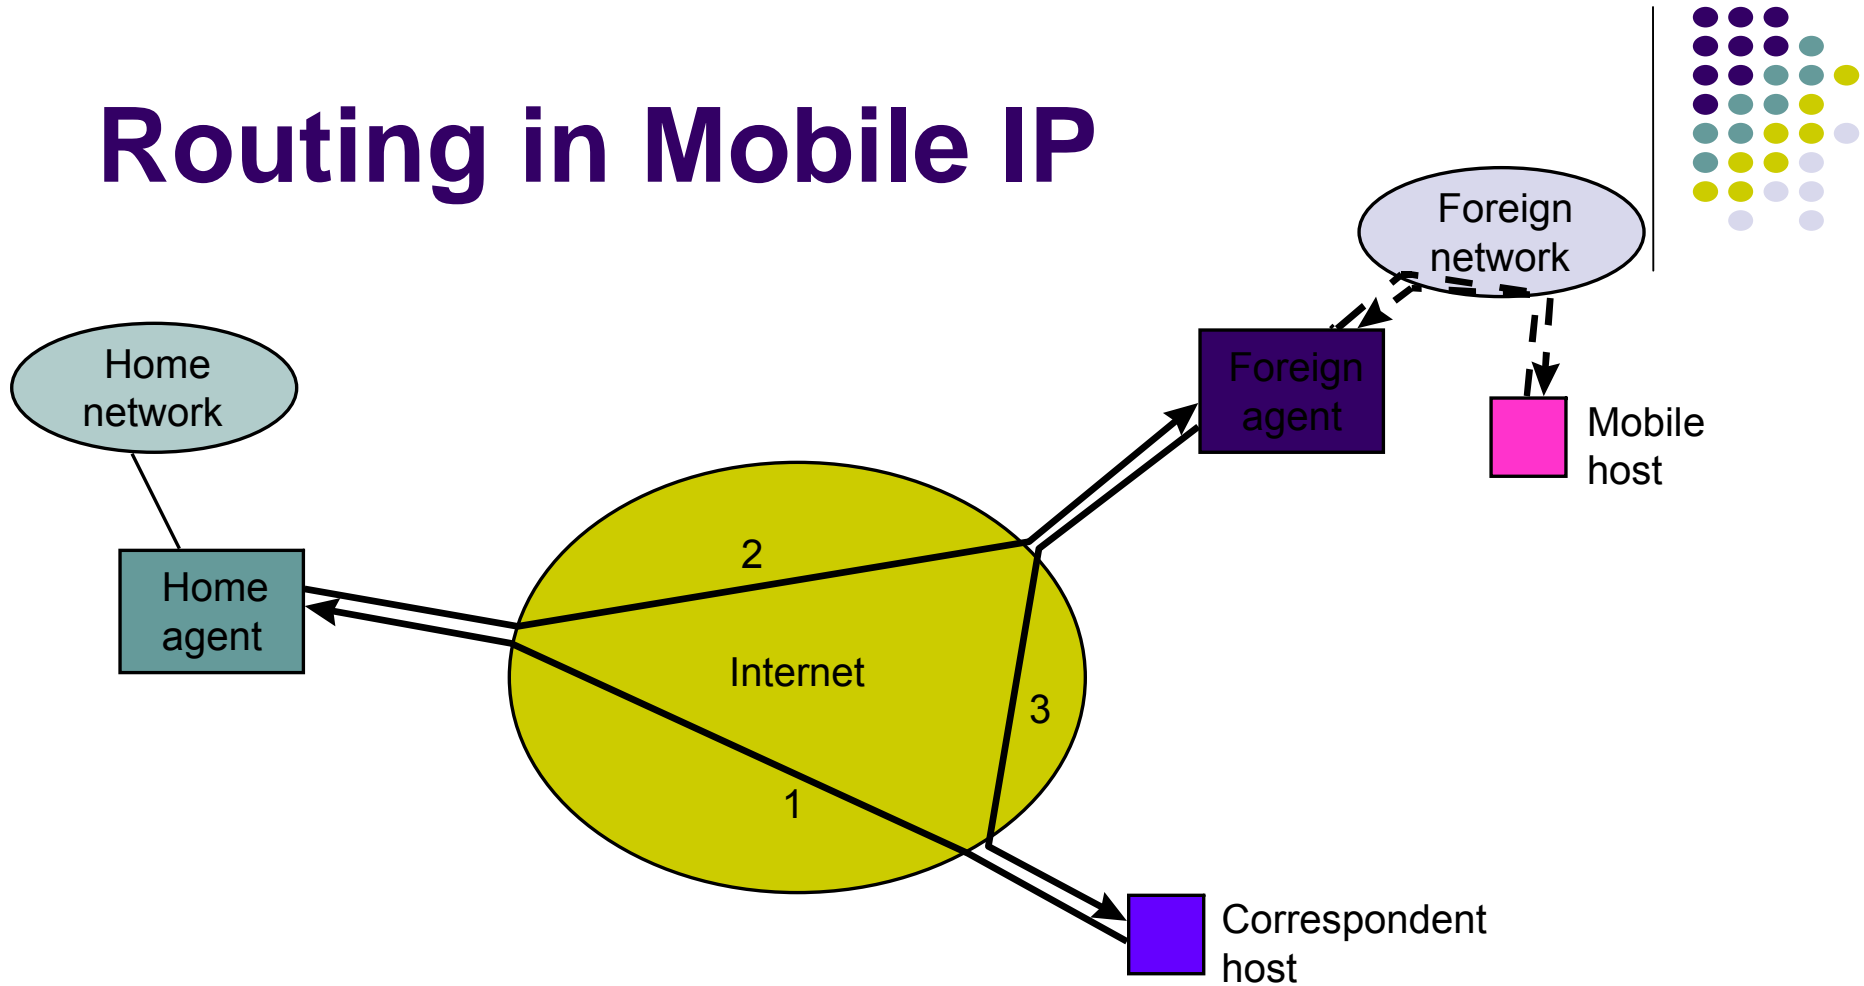 Routing in Mobile IP
Foreign
network
Home
network
Foreign
agent
Mobile
host
2
Home
agent
Internet
3
1
Correspondent
host